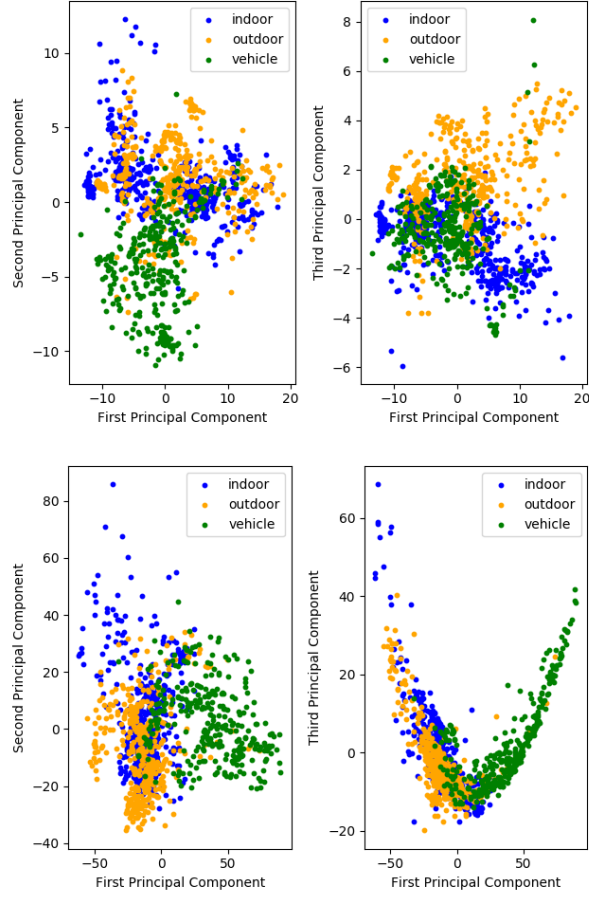 indoor
outdoor
vehicle
10
5
0
−5
−10
Second Principal Component
−10
0
10
20
First Principal Component
indoor
outdoor
vehicle
8
6
4
2
0
−2
−4
−6
Third Principal Component
−10
0
10
20
First Principal Component
indoor
outdoor
vehicle
80
60
40
20
0
−20
−40
Second Principal Component
−50
0
50
First Principal Component
indoor
outdoor
vehicle
60
40
20
0
−20
Third Principal Component
−50
0
50
First Principal Component